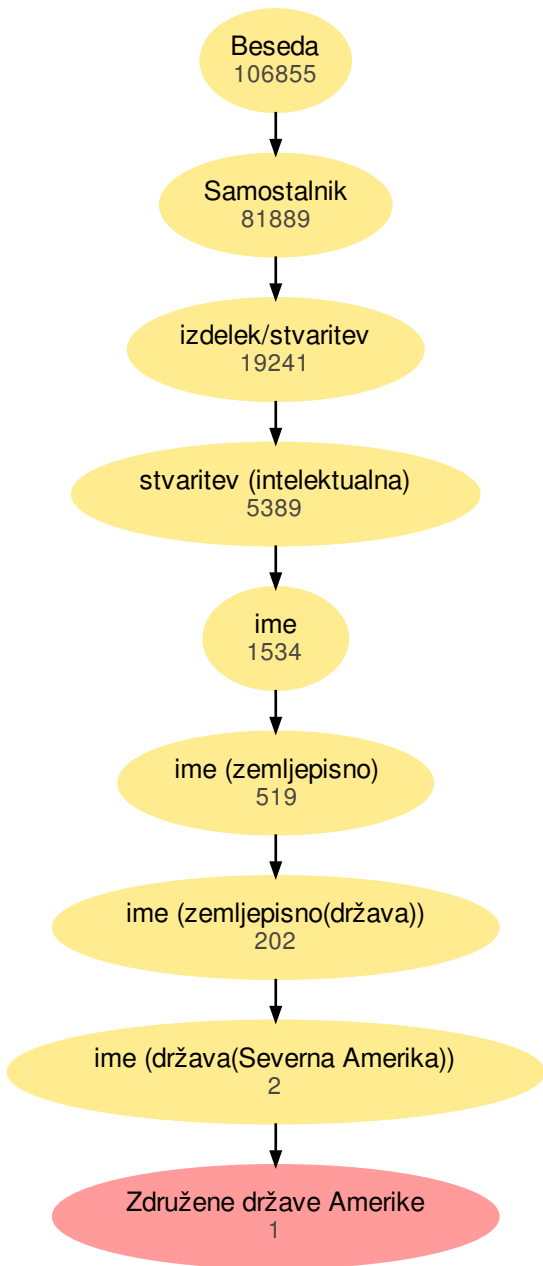 Beseda
106855
Samostalnik
81889
izdelek/stvaritev
19241
stvaritev (intelektualna)
5389
ime
1534
ime (zemljepisno)
519
ime (zemljepisno(država))
202
ime (država(Severna Amerika))
2
Združene države Amerike
1